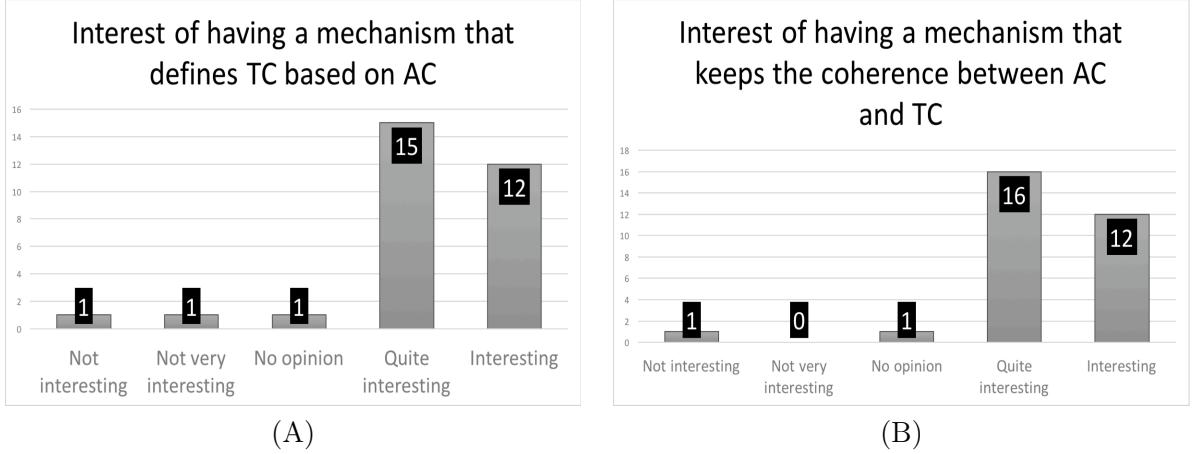 Interest of having a mechanism that
defines TC based on AC
16
14
12
10
8
6
4
2
0
1
1
1
15
12
Not
interesting
Not very
interesting
No opinion
Quite
interesting
Interesting
(A)
Interest of having a mechanism that
keeps the coherence between AC
and TC
18
16
14
12
10
8
6
4
2
0
1
0
1
16
12
Not interesting
Not very
interesting
No opinion
Quite
interesting
Interesting
(B)